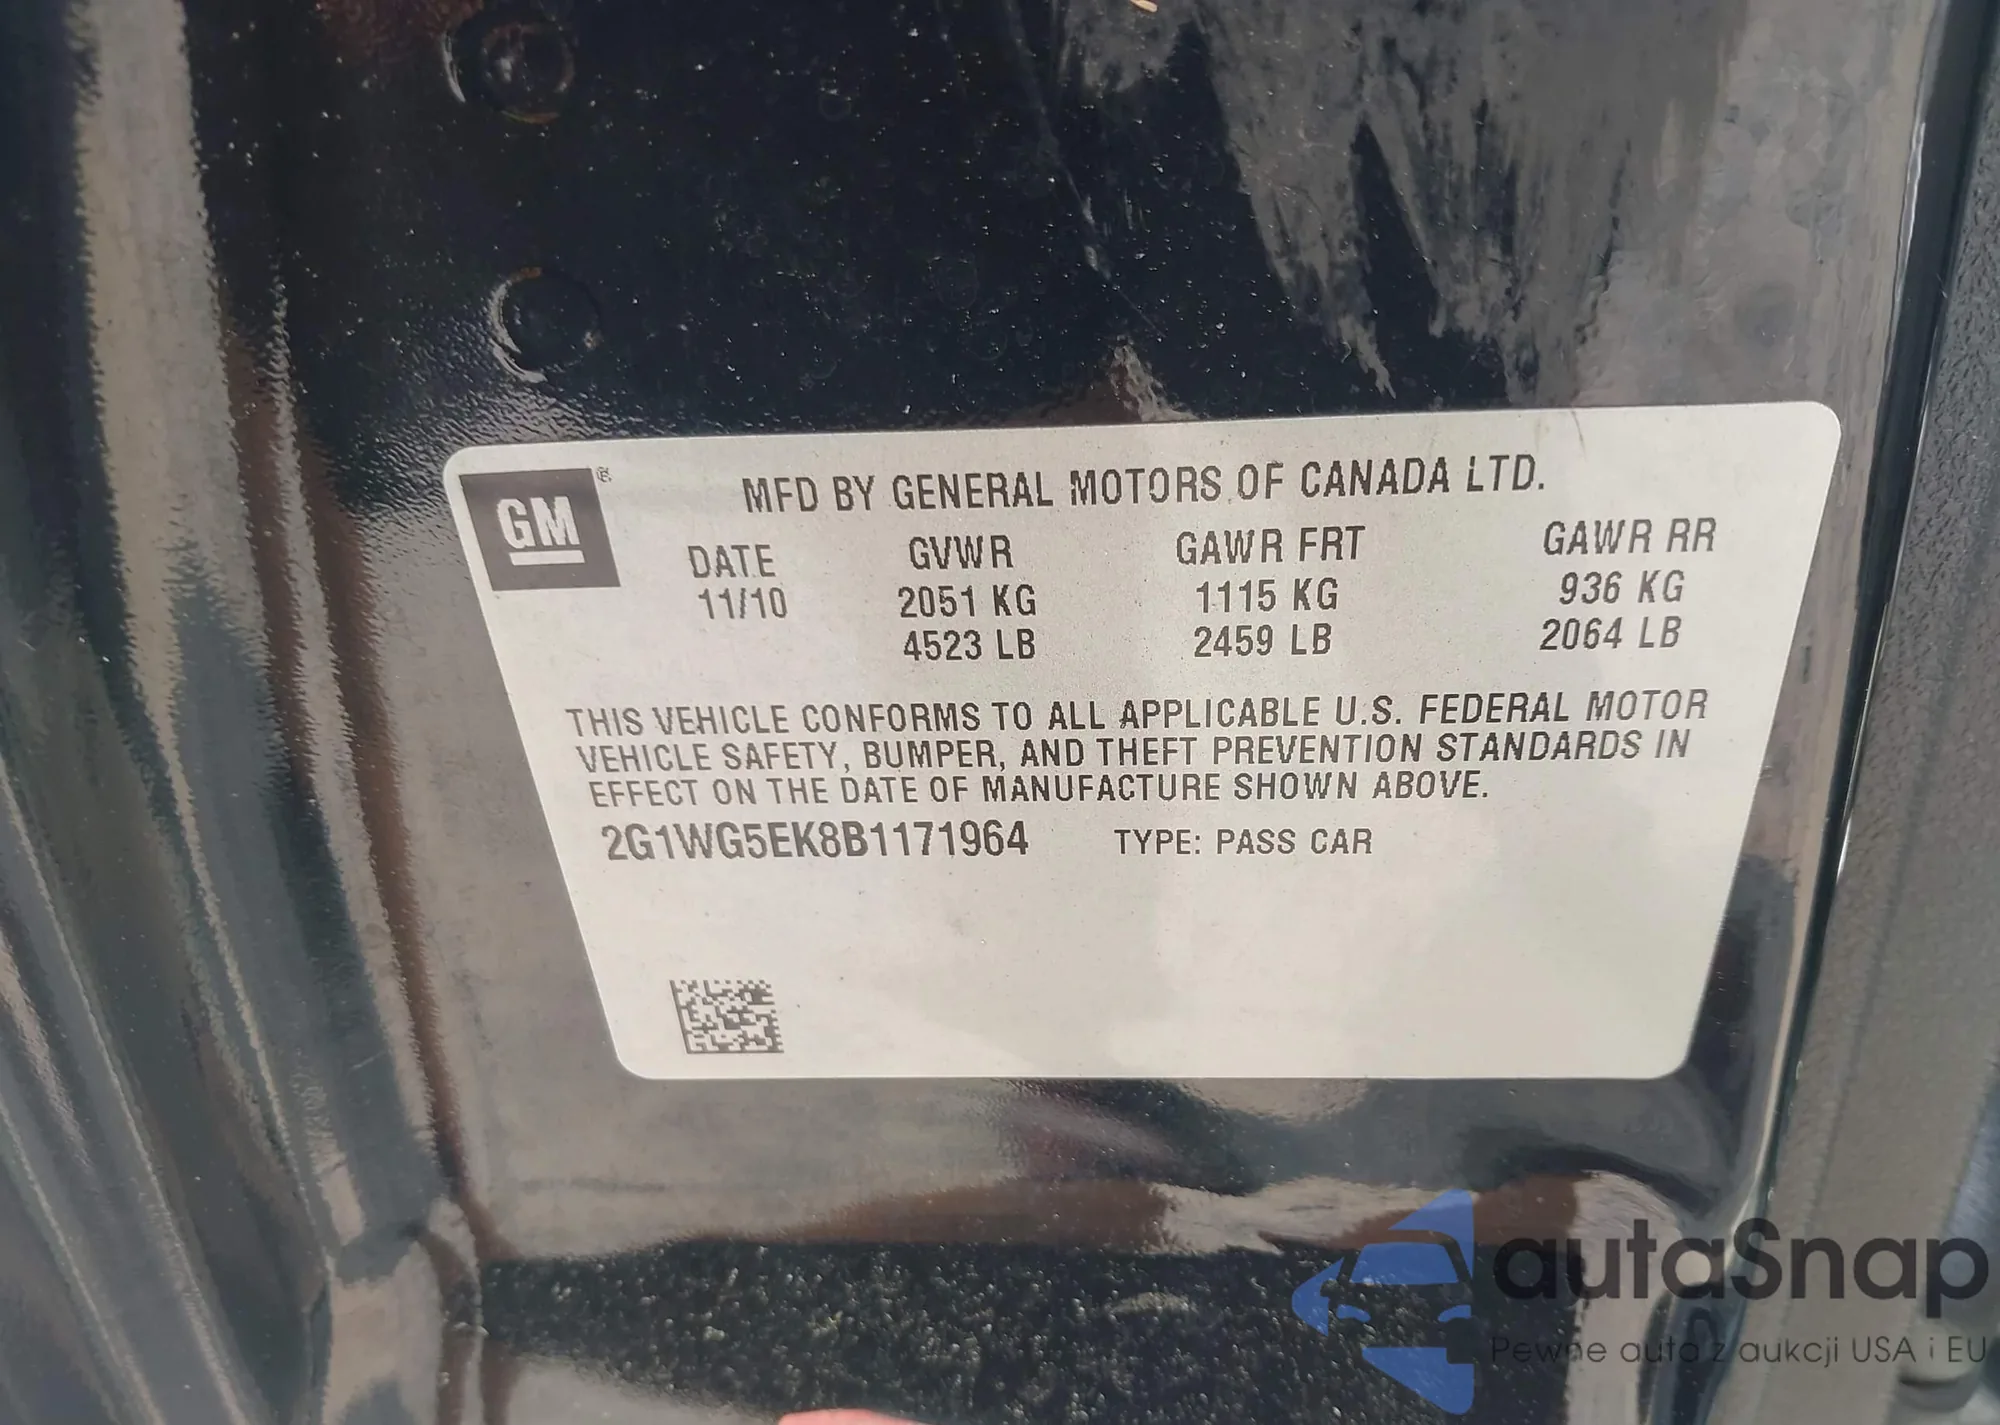 GM ®
MFD BY GENERAL MOTORS OF CANADA LTD.
DATE GVWR GAWR FRT GAWR RR
11/10 2051 KG 1115 KG 936 KG
4523 LB 2459 LB 2064 LB
THIS VEHICLE CONFORMS TO ALL APPLICABLE U.S. FEDERAL MOTOR
VEHICLE SAFETY, BUMPER, AND THEFT PREVENTION STANDARDS IN
EFFECT ON THE DATE OF MANUFACTURE SHOWN ABOVE.
2G1WG5EK8B1171964 TYPE: PASS CAR
autaSnap
Pewne auta z aukcji USA i EU